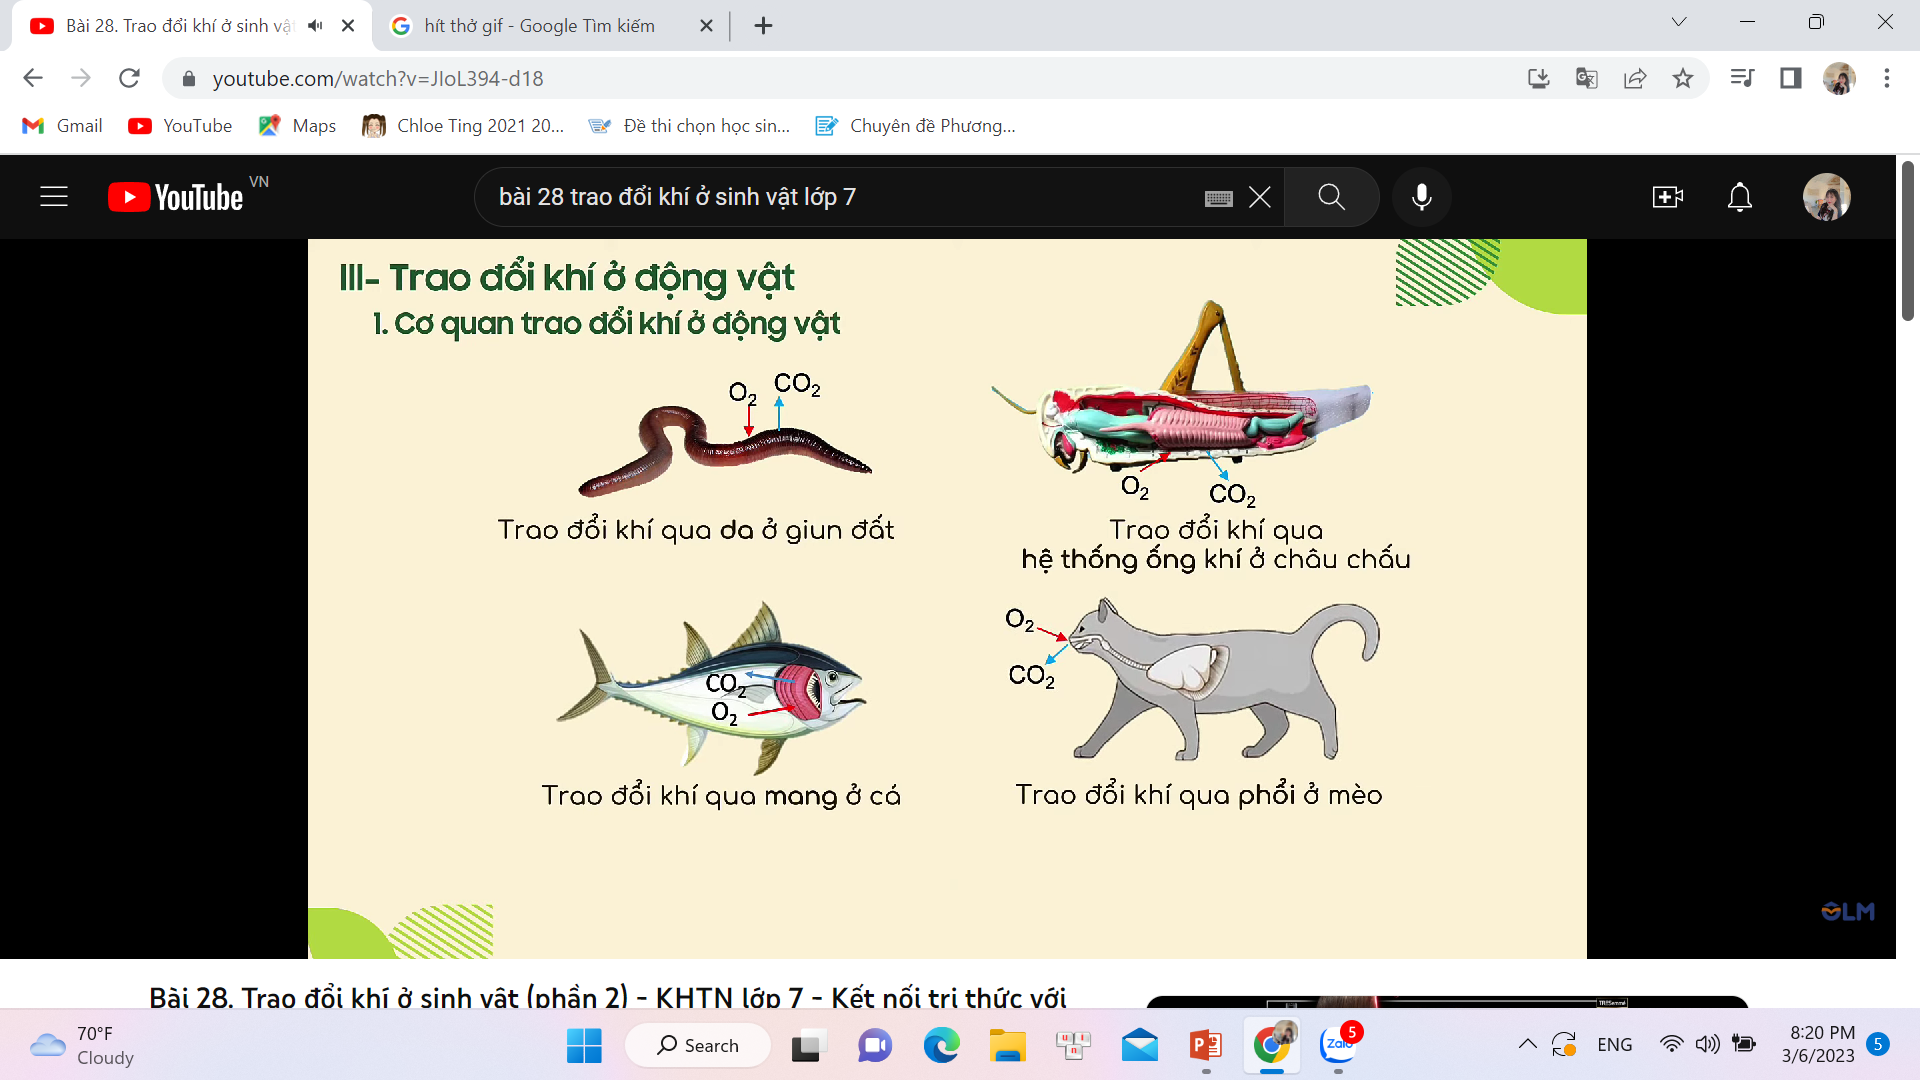 Bài 28. Trao đổi khí ở sinh vậ
hít thở gif - Google Tìm kiếm
youtube.com/watch?v=JIoL394-d18
Gmail
YouTube
Maps
Chloe Ting 2021 20...
Đề thi chọn học sin...
Chuyên đề Phương...
YouTube VN
bài 28 trao đổi khí ở sinh vật lớp 7
III- Trao đổi khí ở động vật
1. Cơ quan trao đổi khí ở động vật
O₂
CO₂
Trao đổi khí qua da ở giun đất
O₂
CO₂
Trao đổi khí qua
hệ thống ống khí ở châu chấu
CO₂
O₂
Trao đổi khí qua mang ở cá
O₂
CO₂
Trao đổi khí qua phổi ở mèo
OLM
Bài 28. Trao đổi khí ở sinh vật (phần 2) - KHTN lớp 7 - Kết nối tri thức với
TRESemmé
70°F
Cloudy
Search
Zalo
5
ENG
8:20 PM
3/6/2023
5